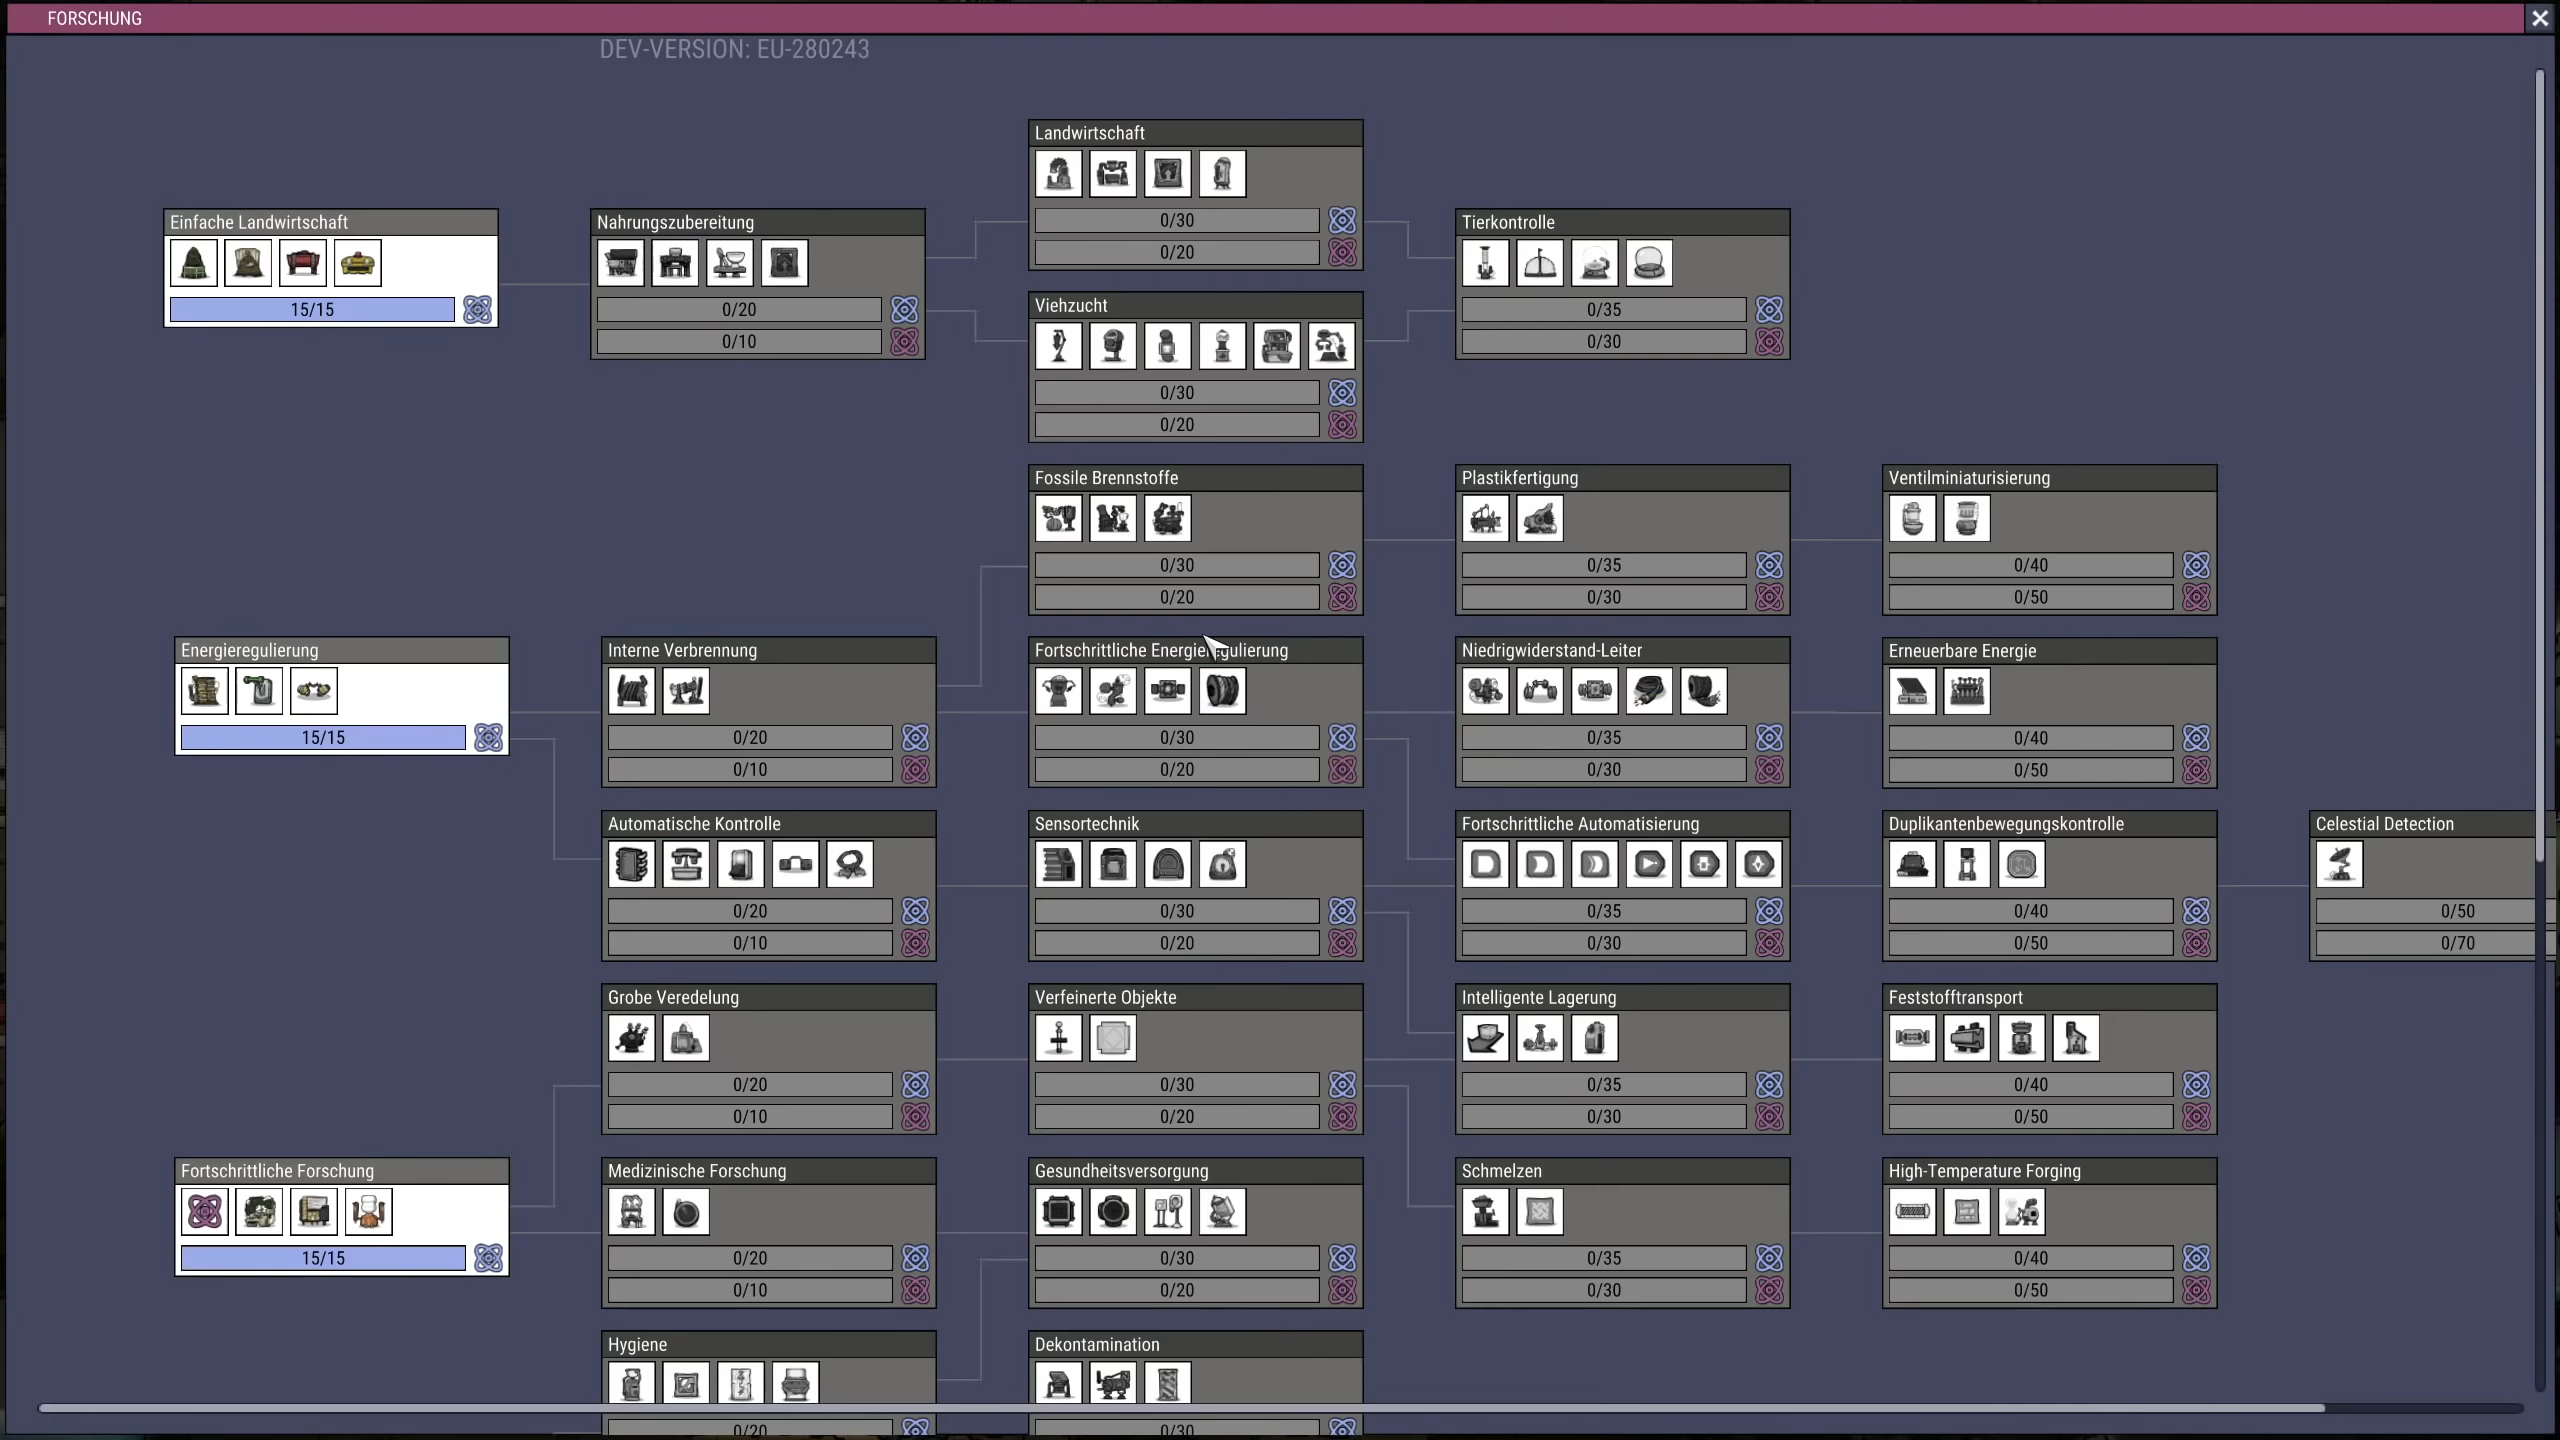 FORSCHUNG
DEV-VERSION: EU-280243
Landwirtschaft
0/30
0/20
Einfache Landwirtschaft
15/15
Nahrungszubereitung
0/20
0/10
Tierkontrolle
0/35
0/30
Viehzucht
0/30
0/20
Fossile Brennstoffe
0/30
0/20
Plastikfertigung
0/35
0/30
Ventilminiaturisierung
0/40
0/50
Energieregulierung
15/15
Interne Verbrennung
0/20
0/10
Fortschrittliche Energieregulierung
0/30
0/20
Niedrigwiderstand-Leiter
0/35
0/30
Erneuerbare Energie
0/40
0/50
Automatische Kontrolle
0/20
0/10
Sensortechnik
0/30
0/20
Fortschrittliche Automatisierung
0/35
0/30
Duplikantenbewegungskontrolle
0/40
0/50
Celestial Detection
0/50
0/70
Grobe Veredelung
0/20
0/10
Verfeinerte Objekte
0/30
0/20
Intelligente Lagerung
0/35
0/30
Feststofftransport
0/40
0/50
Fortschrittliche Forschung
15/15
Medizinische Forschung
0/20
0/10
Gesundheitsversorgung
0/30
0/20
Schmelzen
0/35
0/30
High-Temperature Forging
0/40
0/50
Hygiene
0/20
Dekontamination
0/30